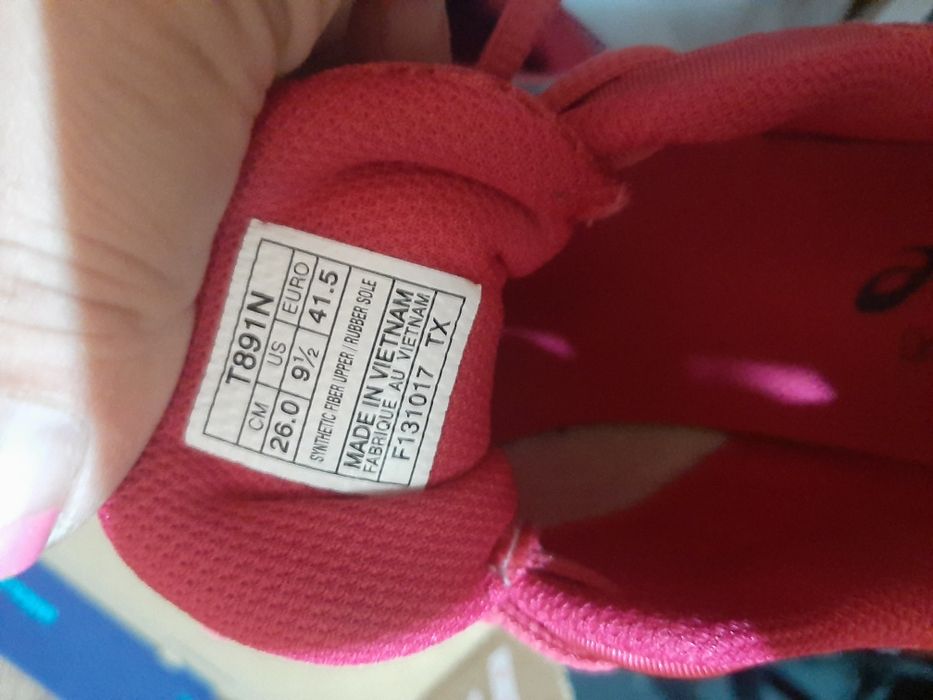 T891N
CM US EURO
26.0 9½ 41.5
SYNTHETIC FIBER UPPER / RUBBER SOLE
MADE IN VIETNAM
FABRIQUE AU VIETNAM
F131017 TX